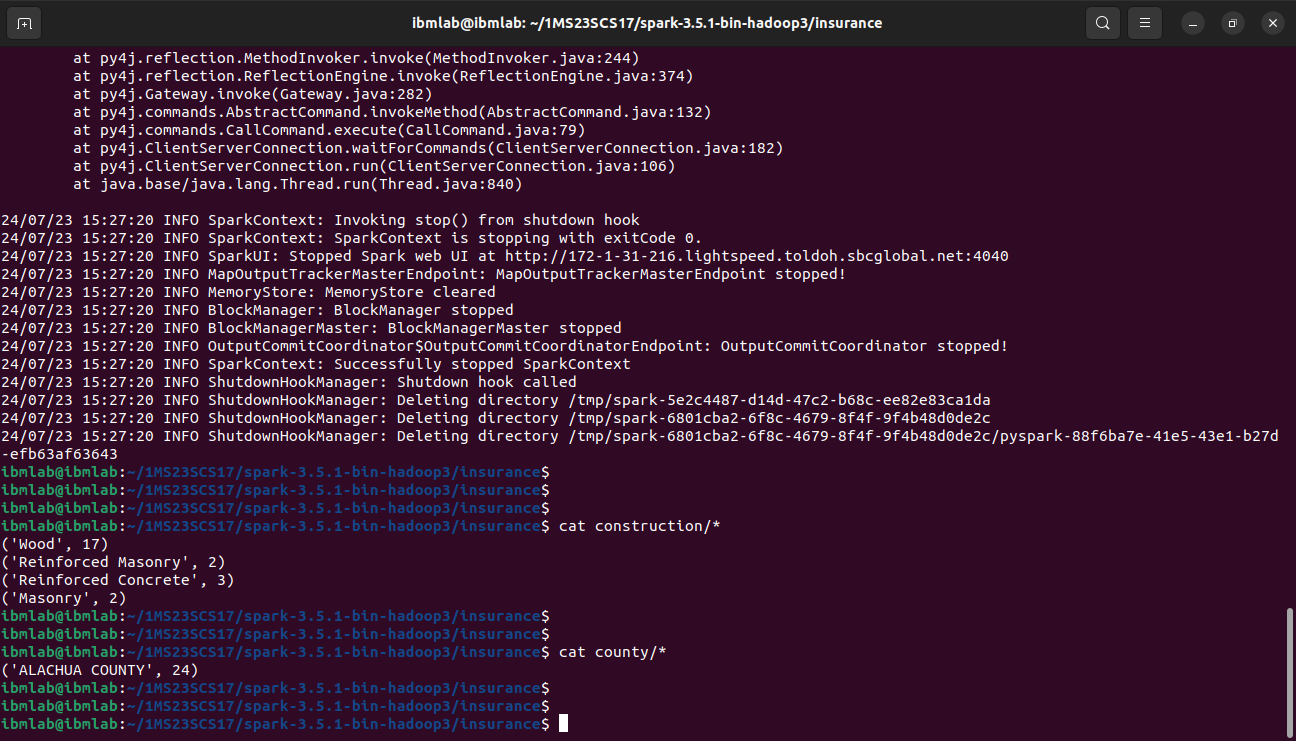 ibmlab@ibmlab: ~/1MS23SCS17/spark-3.5.1-bin-hadoop3/insurance
at py4j.reflection.MethodInvoker.invoke(MethodInvoker.java:244)
at py4j.reflection.ReflectionEngine.invoke(ReflectionEngine.java:374)
at py4j.Gateway.invoke(Gateway.java:282)
at py4j.commands.AbstractCommand.invokeMethod(AbstractCommand.java:132)
at py4j.commands.CallCommand.execute(CallCommand.java:79)
at py4j.ClientServerConnection.waitForCommands(ClientServerConnection.java:182)
at py4j.ClientServerConnection.run(ClientServerConnection.java:106)
at java.base/java.lang.Thread.run(Thread.java:840)
24/07/23 15:27:20 INFO SparkContext: Invoking stop() from shutdown hook
24/07/23 15:27:20 INFO SparkContext: SparkContext is stopping with exitCode 0.
24/07/23 15:27:20 INFO SparkUI: Stopped Spark web UI at http://172-1-31-216.lightspeed.toldoh.sbcglobal.net:4040
24/07/23 15:27:20 INFO MapOutputTrackerMasterEndpoint: MapOutputTrackerMasterEndpoint stopped!
24/07/23 15:27:20 INFO MemoryStore: MemoryStore cleared
24/07/23 15:27:20 INFO BlockManager: BlockManager stopped
24/07/23 15:27:20 INFO BlockManagerMaster: BlockManagerMaster stopped
24/07/23 15:27:20 INFO OutputCommitCoordinator$OutputCommitCoordinatorEndpoint: OutputCommitCoordinator stopped!
24/07/23 15:27:20 INFO SparkContext: Successfully stopped SparkContext
24/07/23 15:27:20 INFO ShutdownHookManager: Shutdown hook called
24/07/23 15:27:20 INFO ShutdownHookManager: Deleting directory /tmp/spark-5e2c4487-d14d-47c2-b68c-ee82e83ca1da
24/07/23 15:27:20 INFO ShutdownHookManager: Deleting directory /tmp/spark-6801cba2-6f8c-4679-8f4f-9f4b48d0de2c
24/07/23 15:27:20 INFO ShutdownHookManager: Deleting directory /tmp/spark-6801cba2-6f8c-4679-8f4f-9f4b48d0de2c/pyspark-88f6ba7e-41e5-43e1-b27d
-efb63af63643
ibmlab@ibmlab:~/1MS23SCS17/spark-3.5.1-bin-hadoop3/insurance$
ibmlab@ibmlab:~/1MS23SCS17/spark-3.5.1-bin-hadoop3/insurance$
ibmlab@ibmlab:~/1MS23SCS17/spark-3.5.1-bin-hadoop3/insurance$
ibmlab@ibmlab:~/1MS23SCS17/spark-3.5.1-bin-hadoop3/insurance$ cat construction/*
('Wood', 17)
('Reinforced Masonry', 2)
('Reinforced Concrete', 3)
('Masonry', 2)
ibmlab@ibmlab:~/1MS23SCS17/spark-3.5.1-bin-hadoop3/insurance$
ibmlab@ibmlab:~/1MS23SCS17/spark-3.5.1-bin-hadoop3/insurance$
ibmlab@ibmlab:~/1MS23SCS17/spark-3.5.1-bin-hadoop3/insurance$ cat county/*
('ALACHUA COUNTY', 24)
ibmlab@ibmlab:~/1MS23SCS17/spark-3.5.1-bin-hadoop3/insurance$
ibmlab@ibmlab:~/1MS23SCS17/spark-3.5.1-bin-hadoop3/insurance$
ibmlab@ibmlab:~/1MS23SCS17/spark-3.5.1-bin-hadoop3/insurance$